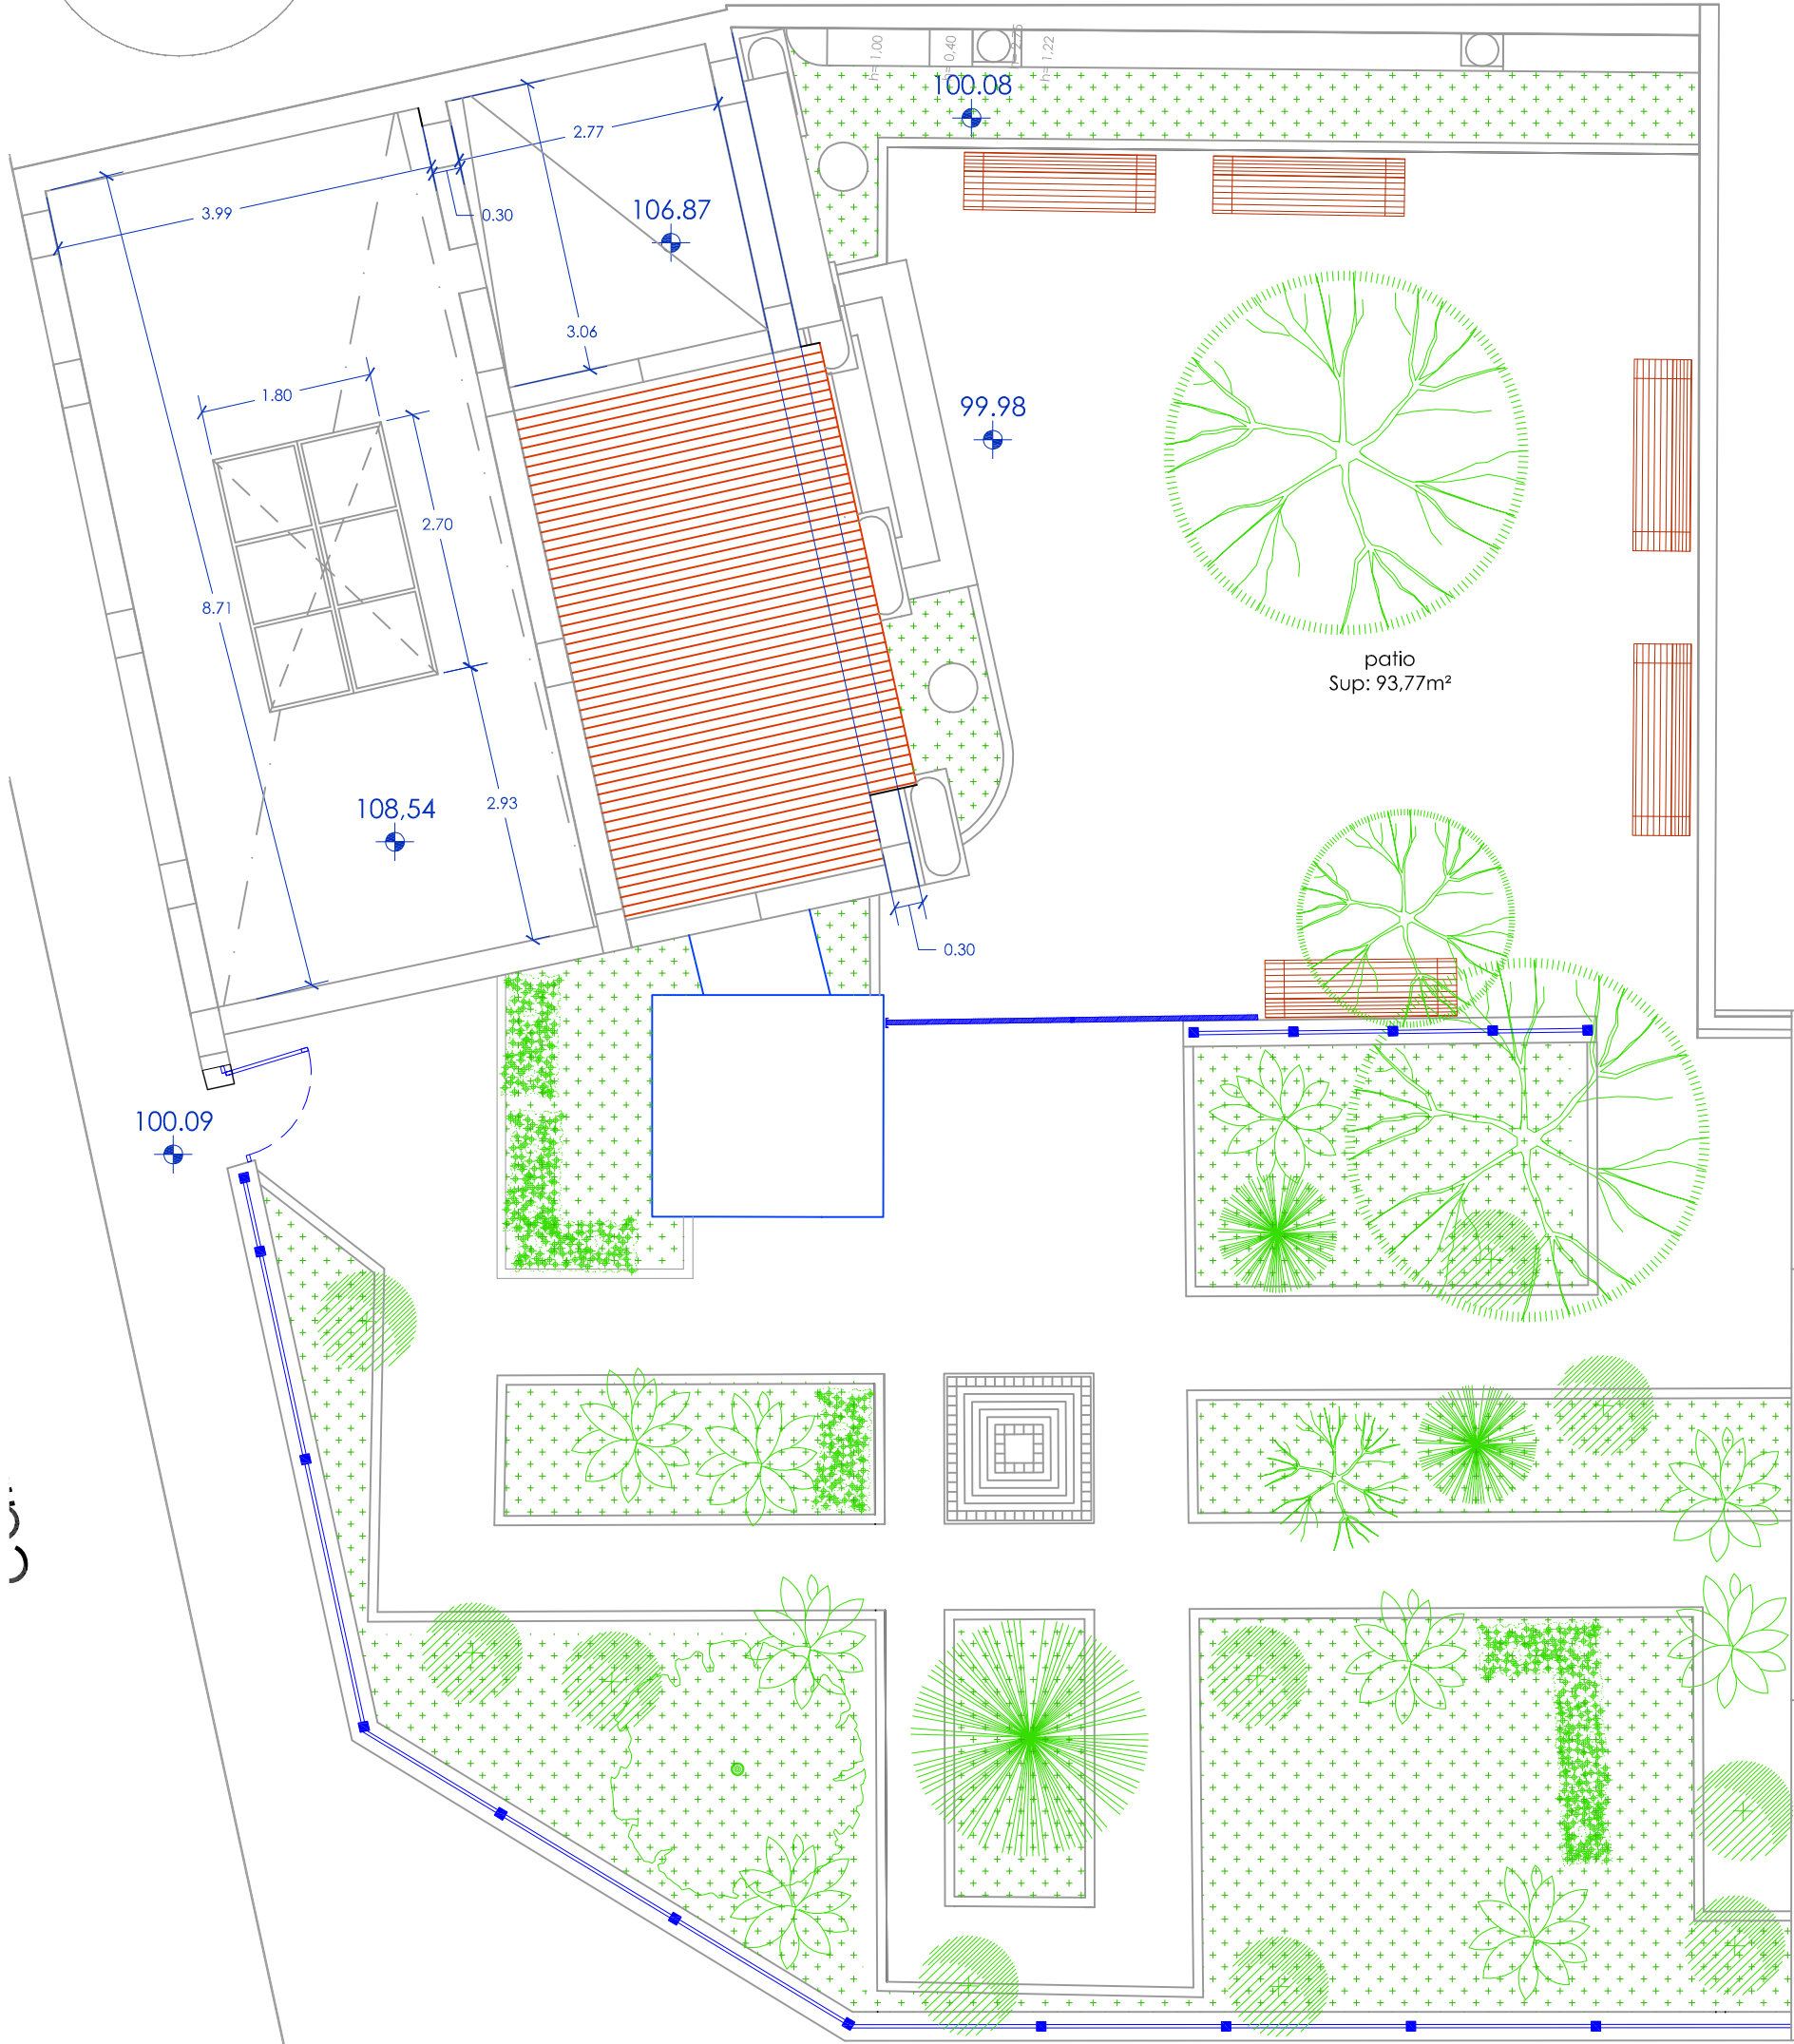 h= 1.00
h= 0.40
h= 2.75
h= 1.22
100.08
2.77
3.99
0.30
106.87
3.06
1.80
99.98
2.70
8.71
patio
Sup: 93,77m²
108,54
2.93
0.30
100.09